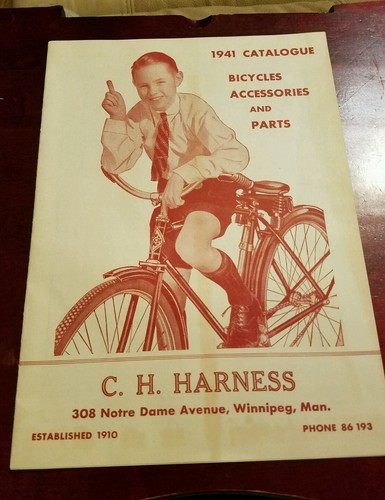 1941 CATALOGUE
BICYCLES
ACCESSORIES
AND
PARTS
C. H. HARNESS
308 Notre Dame Avenue, Winnipeg, Man.
ESTABLISHED 1910
PHONE 86 193